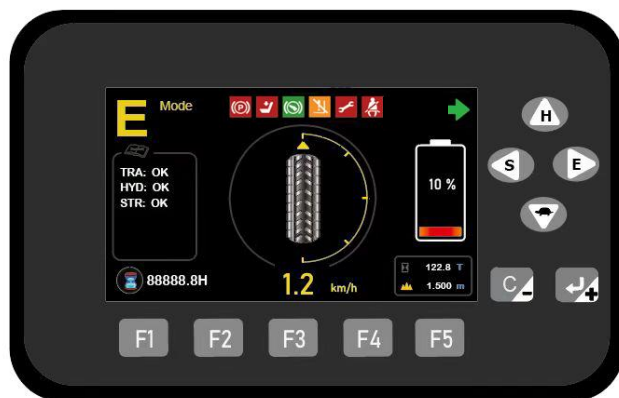 E Mode
TRA: OK
HYD: OK
STR: OK
10 %
122.8 T
1.500 m
88888.8H
1.2 km/h
H
S
E
C -
+
F1 F2 F3 F4 F5